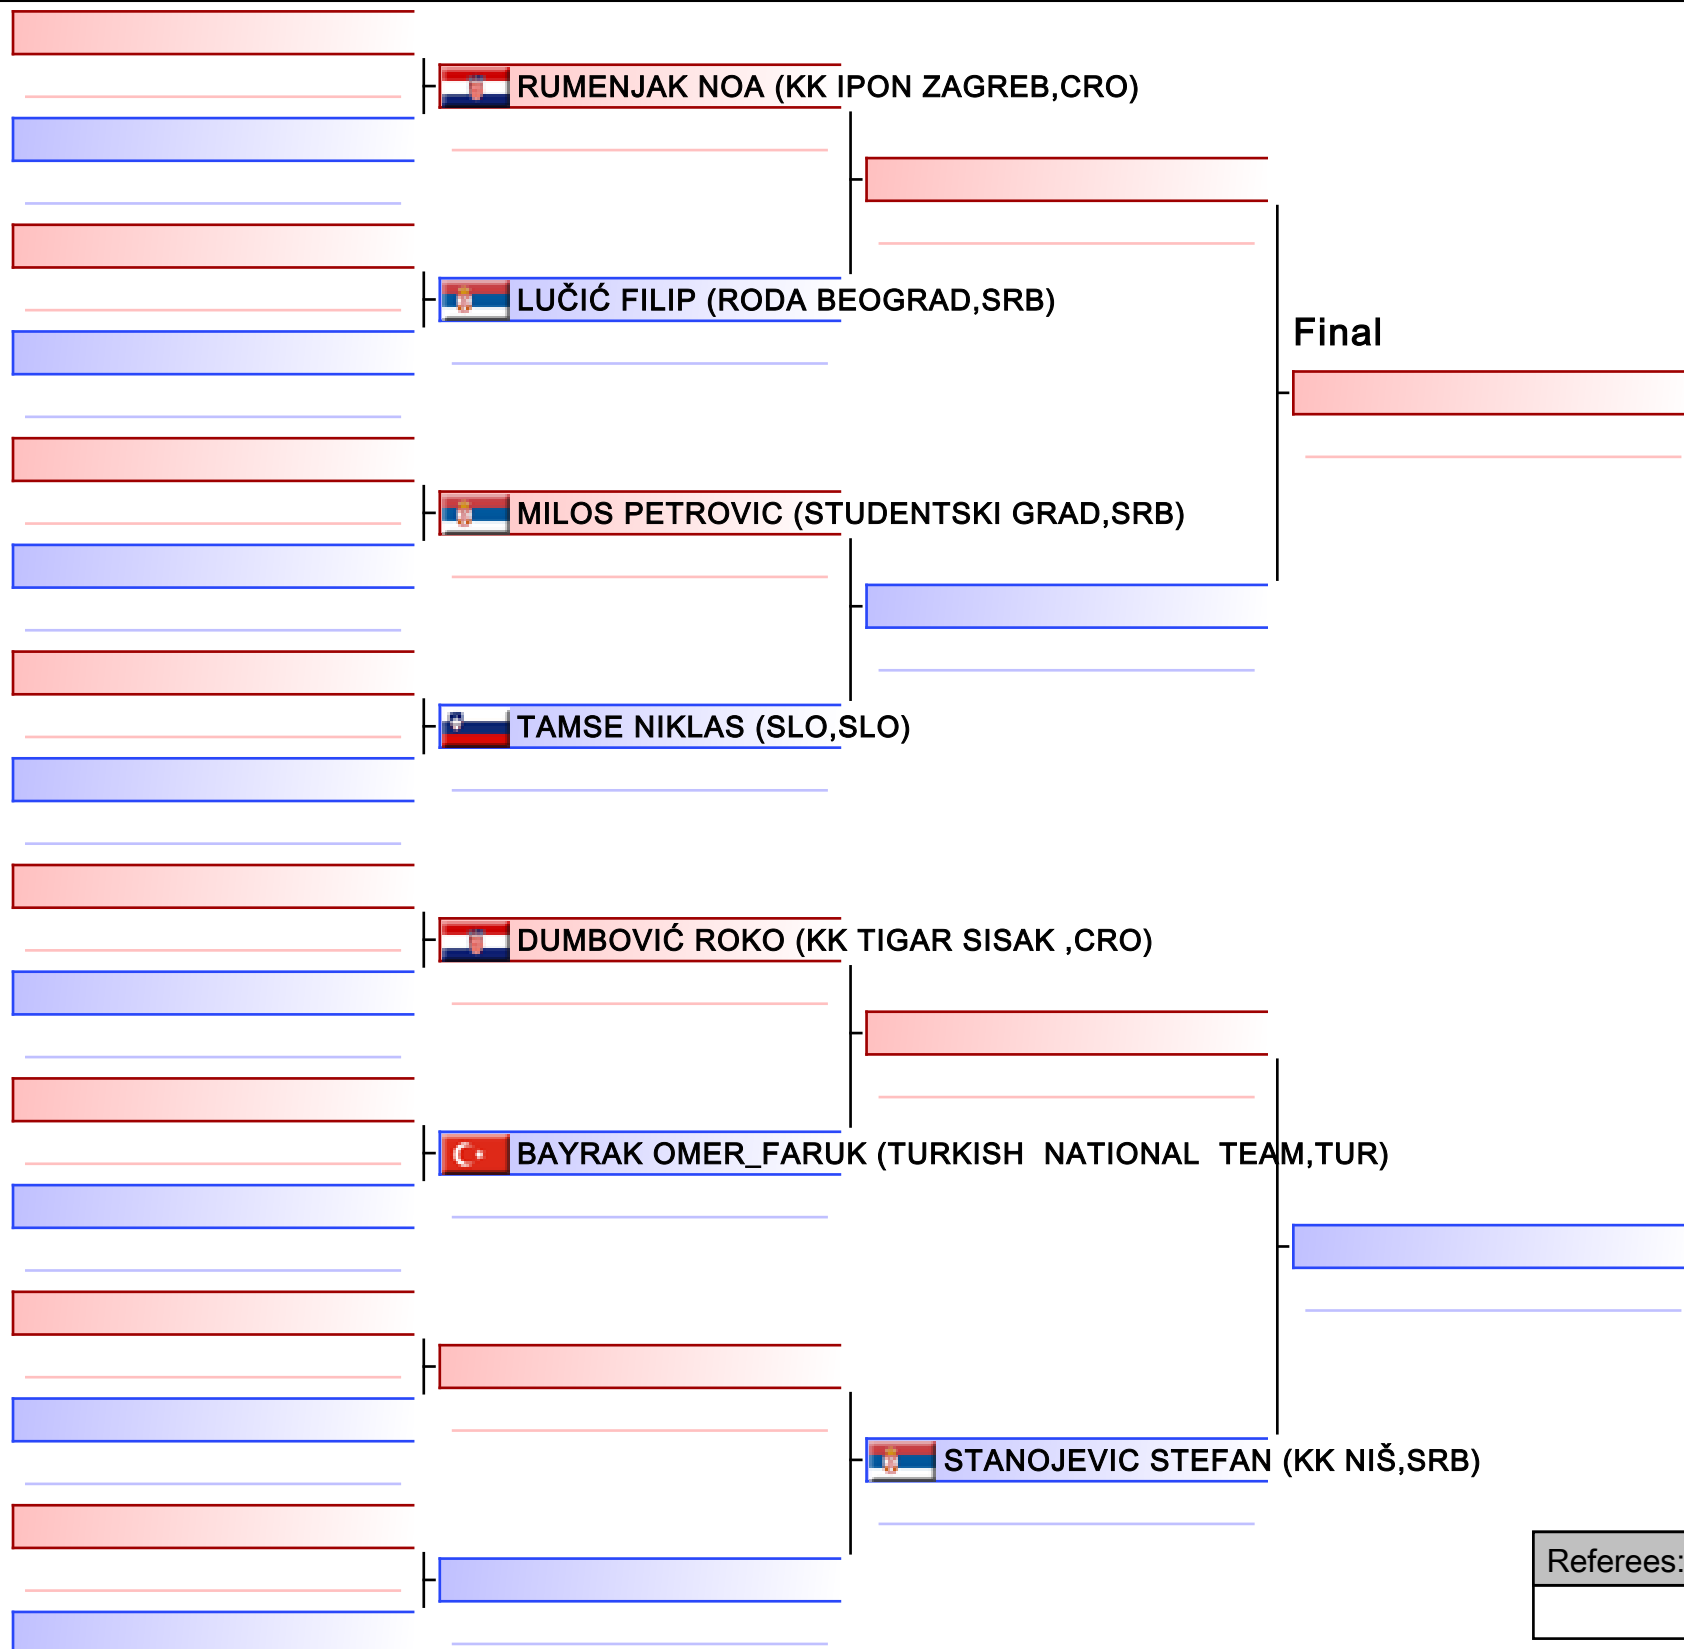 RUMENJAK NOA (KK IPON ZAGREB,CRO)
LUČIĆ FILIP (RODA BEOGRAD,SRB)
Final
MILOS PETROVIC (STUDENTSKI GRAD,SRB)
TAMSE NIKLAS (SLO,SLO)
DUMBOVIĆ ROKO (KK TIGAR SISAK ,CRO)
BAYRAK OMER_FARUK (TURKISH  NATIONAL  TEAM,TUR)
STANOJEVIC STEFAN (KK NIŠ,SRB)
Referees: